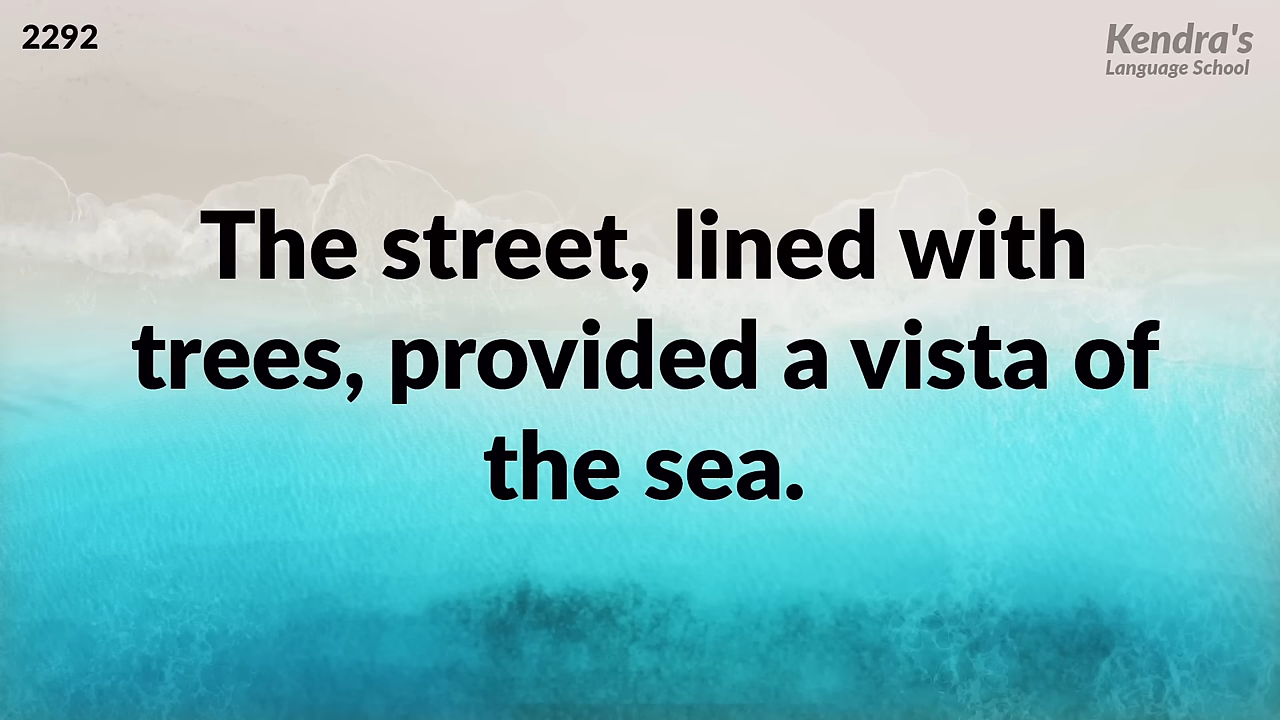 2292
Kendra's
Language School
The street, lined with
trees, provided a vista of
the sea.